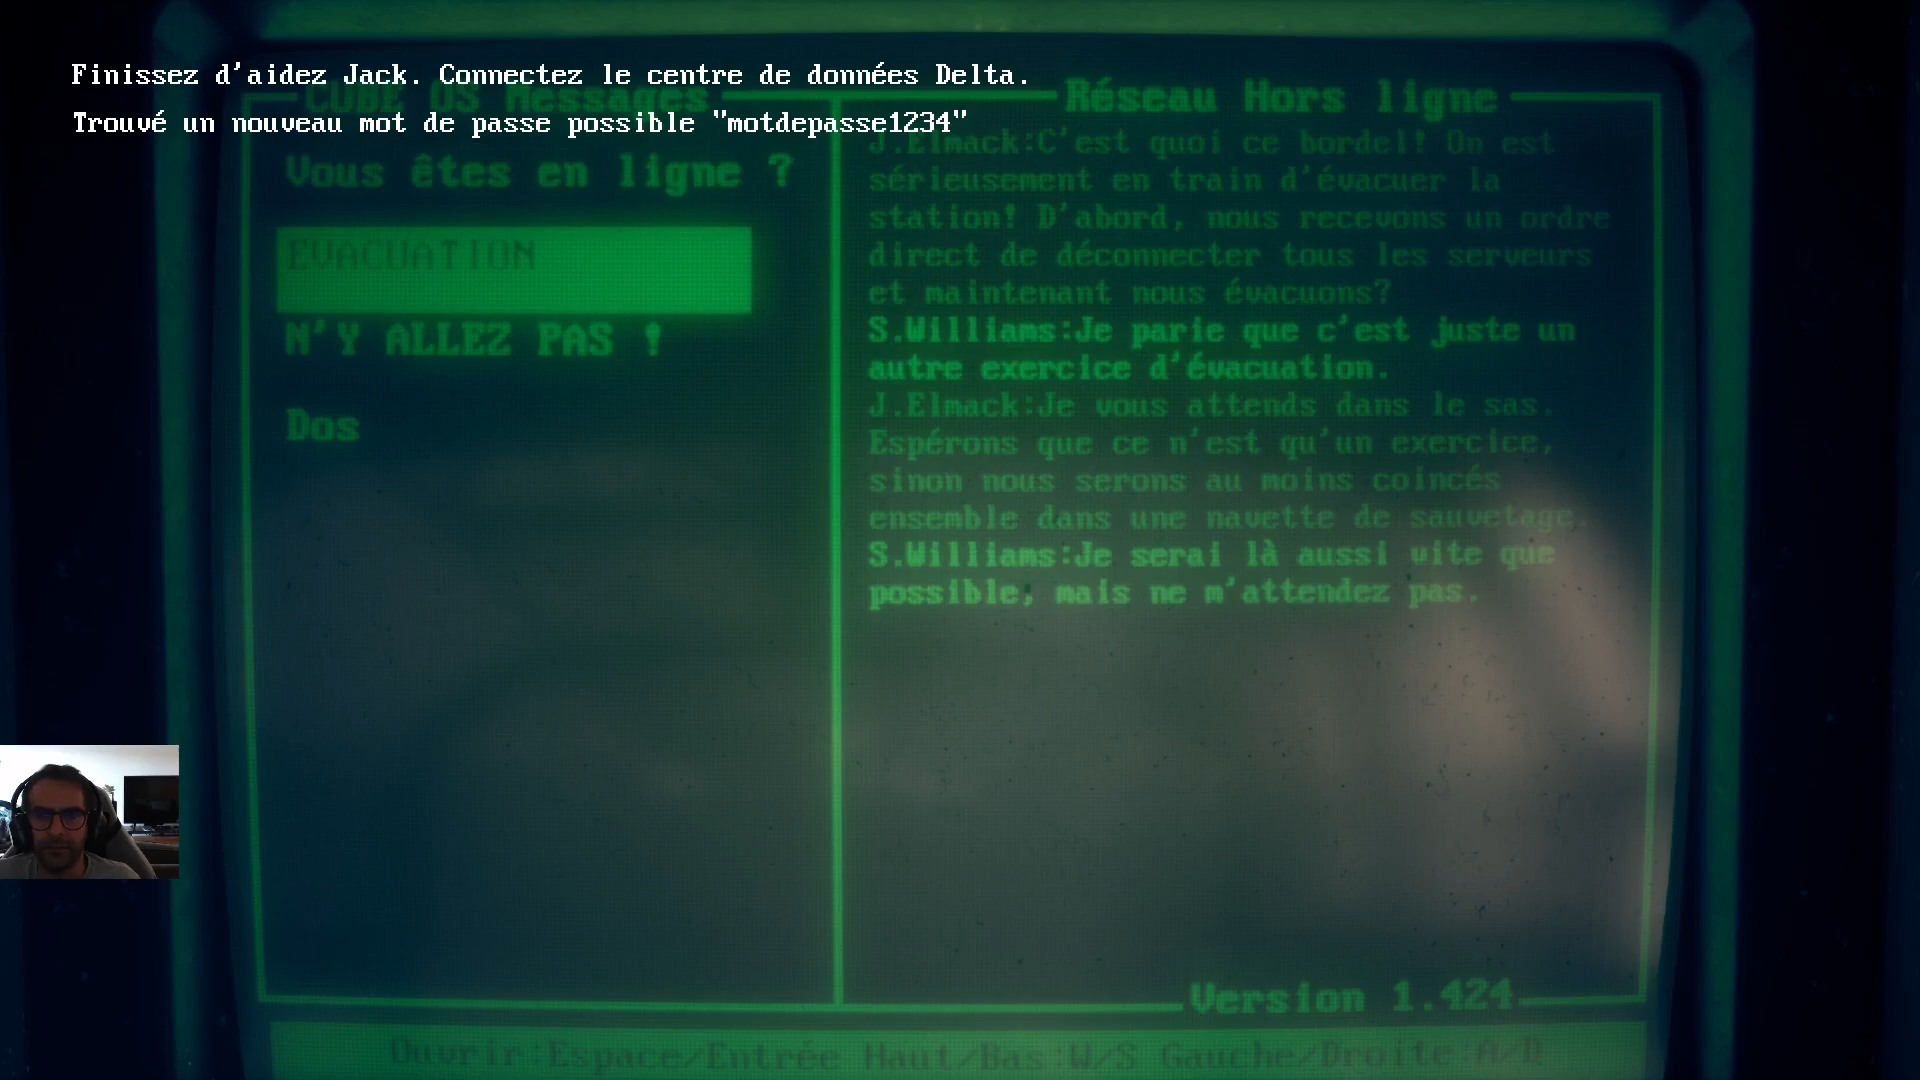 Finissez d'aidez Jack. Connectez le centre de données Delta.
Trouvé un nouveau mot de passe possible "motdepasse1234"
CUBE OS Messages
Vous êtes en ligne ?
EVACUATION
N'Y ALLEZ PAS !
Dos
Réseau Hors ligne
J.Elmack:C'est quoi ce bordel! On est
sérieusement en train d'évacuer la
station! D'abord, nous recevons un ordre
direct de déconnecter tous les serveurs
et maintenant nous évacuons?
S.Williams:Je parie que c'est juste un
autre exercice d'évacuation.
J.Elmack:Je vous attends dans le sas.
Espérons que ce n'est qu'un exercice,
sinon nous serons au moins coincés
ensemble dans une navette de sauvetage.
S.Williams:Je serai là aussi vite que
possible, mais ne m'attendez pas.
Version 1.424
Ouvrir:Espace/Entrée Haut/Bas:W/S Gauche/Droite:A/D